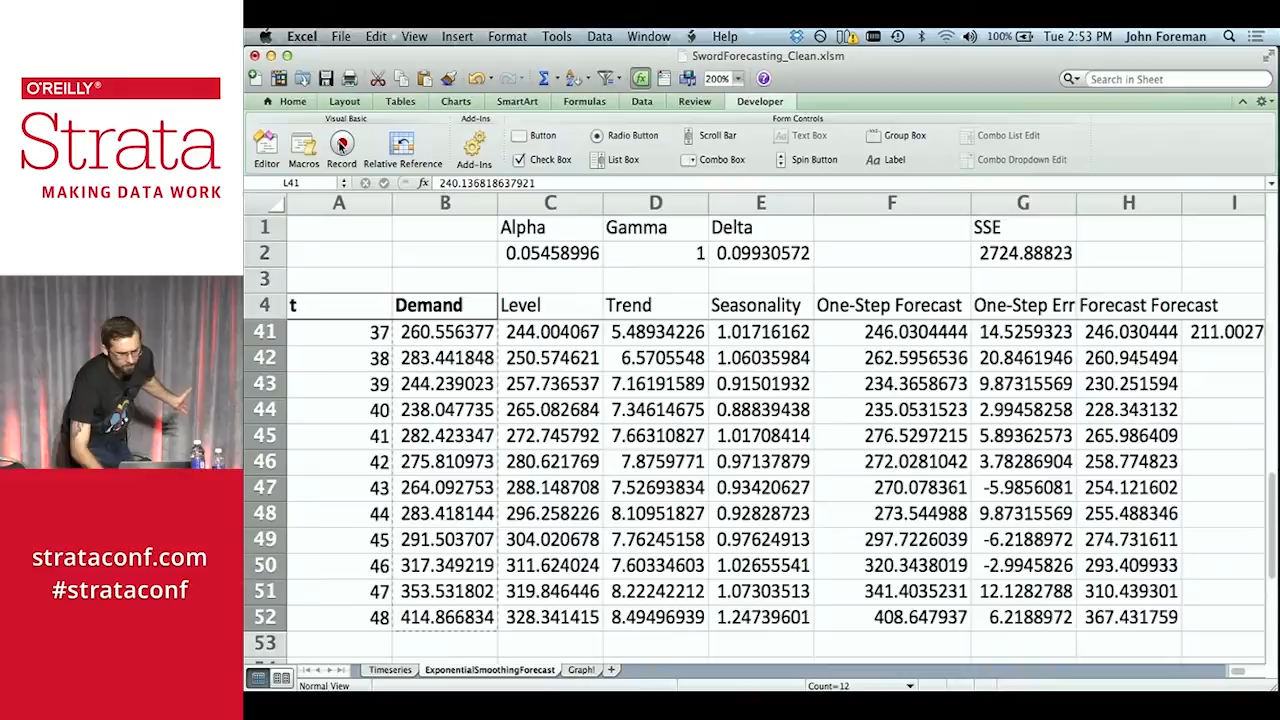 O'REILLY®
Strata
MAKING DATA WORK
strataconf.com
#strataconf
Excel File Edit View Insert Format Tools Data Window Help 100% Tue 2:53 PM John Foreman
SwordForecasting_Clean.xlsm
200% Search in Sheet
Home Layout Tables Charts SmartArt Formulas Data Review Developer
Visual Basic Add-Ins Form Controls
Button Radio Button Scroll Bar Text Box Group Box Combo List Edit
Editor Macros Record Relative Reference Add-Ins Check Box List Box Combo Box Spin Button Label Combo Dropdown Edit
L41 fx 240.136818637921
A B C D E F G H I
1 Alpha Gamma Delta SSE
2 0.05458996 1 0.09930572 2724.88823
3
4 t Demand Level Trend Seasonality One-Step Forecast One-Step Err Forecast Forecast
41 37 260.556377 244.004067 5.48934226 1.01716162 246.0304444 14.5259323 246.030444 211.0027
42 38 283.441848 250.574621 6.5705548 1.06035984 262.5956536 20.8461946 260.945494
43 39 244.239023 257.736537 7.16191589 0.91501932 234.3658673 9.87315569 230.251594
44 40 238.047735 265.082684 7.34614675 0.88839438 235.0531523 2.99458258 228.343132
45 41 282.423347 272.745792 7.66310827 1.01708414 276.5297215 5.89362573 265.986409
46 42 275.810973 280.621769 7.8759771 0.97137879 272.0281042 3.78286904 258.774823
47 43 264.092753 288.148708 7.52693834 0.93420627 270.078361 -5.9856081 254.121602
48 44 283.418144 296.258226 8.10951827 0.92828723 273.544988 9.87315569 255.488346
49 45 291.503707 304.020678 7.76245158 0.97624913 297.7226039 -6.2188972 274.731611
50 46 317.349219 311.624024 7.60334603 1.02655541 320.3438019 -2.9945826 293.409933
51 47 353.531802 319.846446 8.22242212 1.07303513 341.4035231 12.1282788 310.439301
52 48 414.866834 328.341415 8.49496939 1.24739601 408.647937 6.2188972 367.431759
53
Timeseries ExponentialSmoothingForecast Graph!
Normal View Count=12